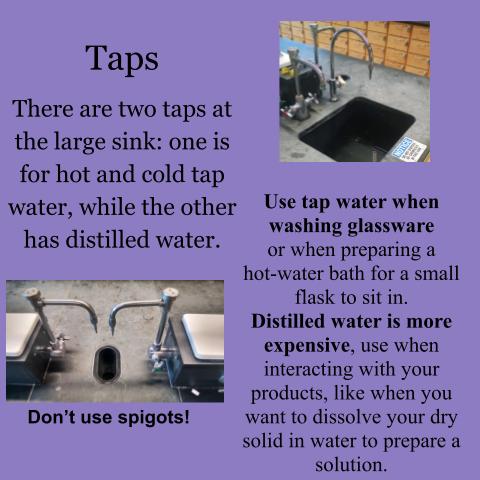 Taps
There are two taps at
the large sink: one is
for hot and cold tap
water, while the other
has distilled water.
Don't use spigots!
Use tap water when
washing glassware
or when preparing a
hot-water bath for a small
flask to sit in.
Distilled water is more
expensive, use when
interacting with your
products, like when you
want to dissolve your dry
solid in water to prepare a
solution.